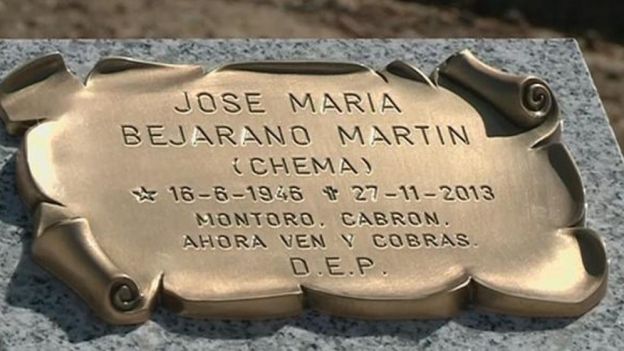 JOSE MARIA
BEJARANO MARTIN
(CHEMA)
16-6-1946 ✝ 27-11-2013
MONTORO. CABRON.
AHORA VEN Y COBRAS.
D.E.P.